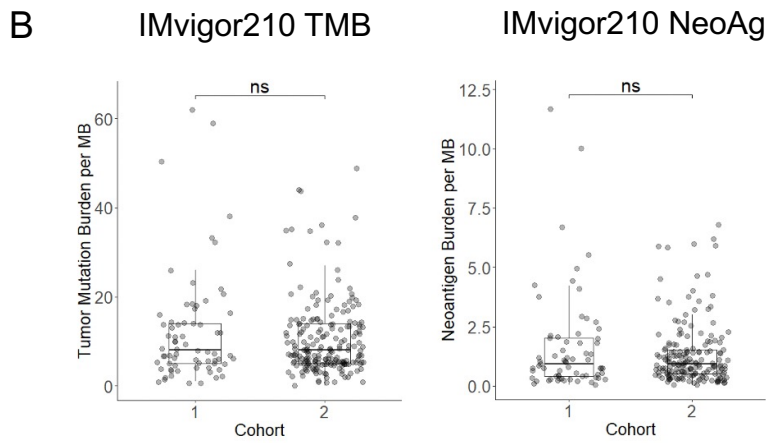 B
IMvigor210 TMB
IMvigor210 NeoAg
Tumor Mutation Burden per MB
60
40
20
0
ns
1
2
Cohort
Neoantigen Burden per MB
12.5
10.0
7.5
5.0
2.5
0.0
ns
1
2
Cohort